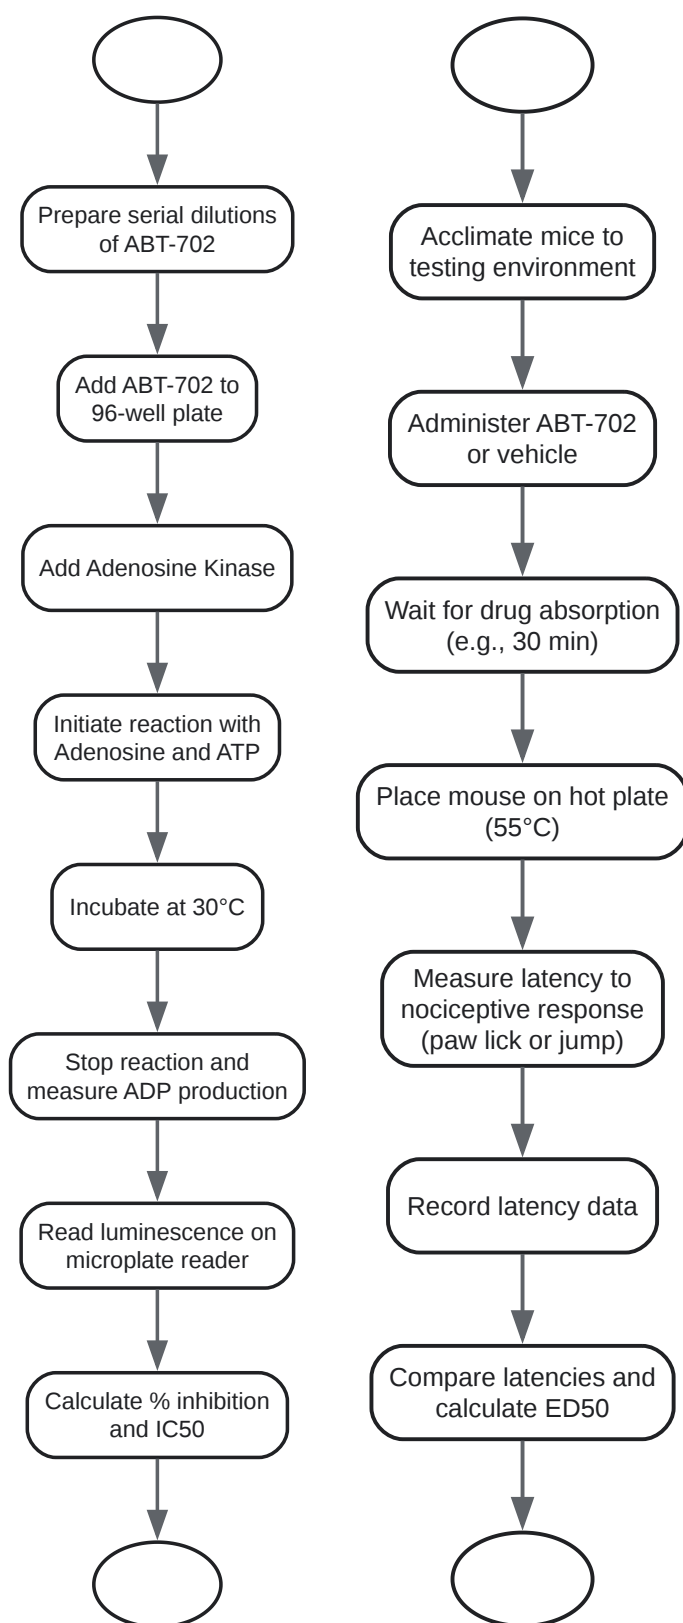 Prepare serial dilutions
of ABT-702
Add ABT-702 to
96-well plate
Add Adenosine Kinase
Initiate reaction with
Adenosine and ATP
Incubate at 30°C
Stop reaction and
measure ADP production
Read luminescence on
microplate reader
Calculate % inhibition
and IC50
Acclimate mice to
testing environment
Administer ABT-702
or vehicle
Wait for drug absorption
(e.g., 30 min)
Place mouse on hot plate
(55°C)
Measure latency to
nociceptive response
(paw lick or jump)
Record latency data
Compare latencies and
calculate ED50